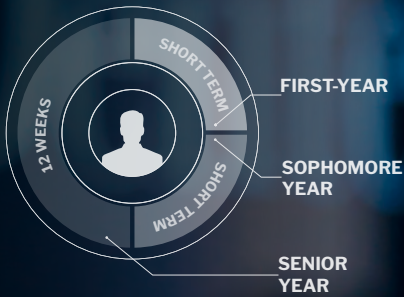 SHORT TERM
12 WEEKS
FIRST-YEAR
SOPHOMORE
YEAR
SHORT TERM
SENIOR
YEAR